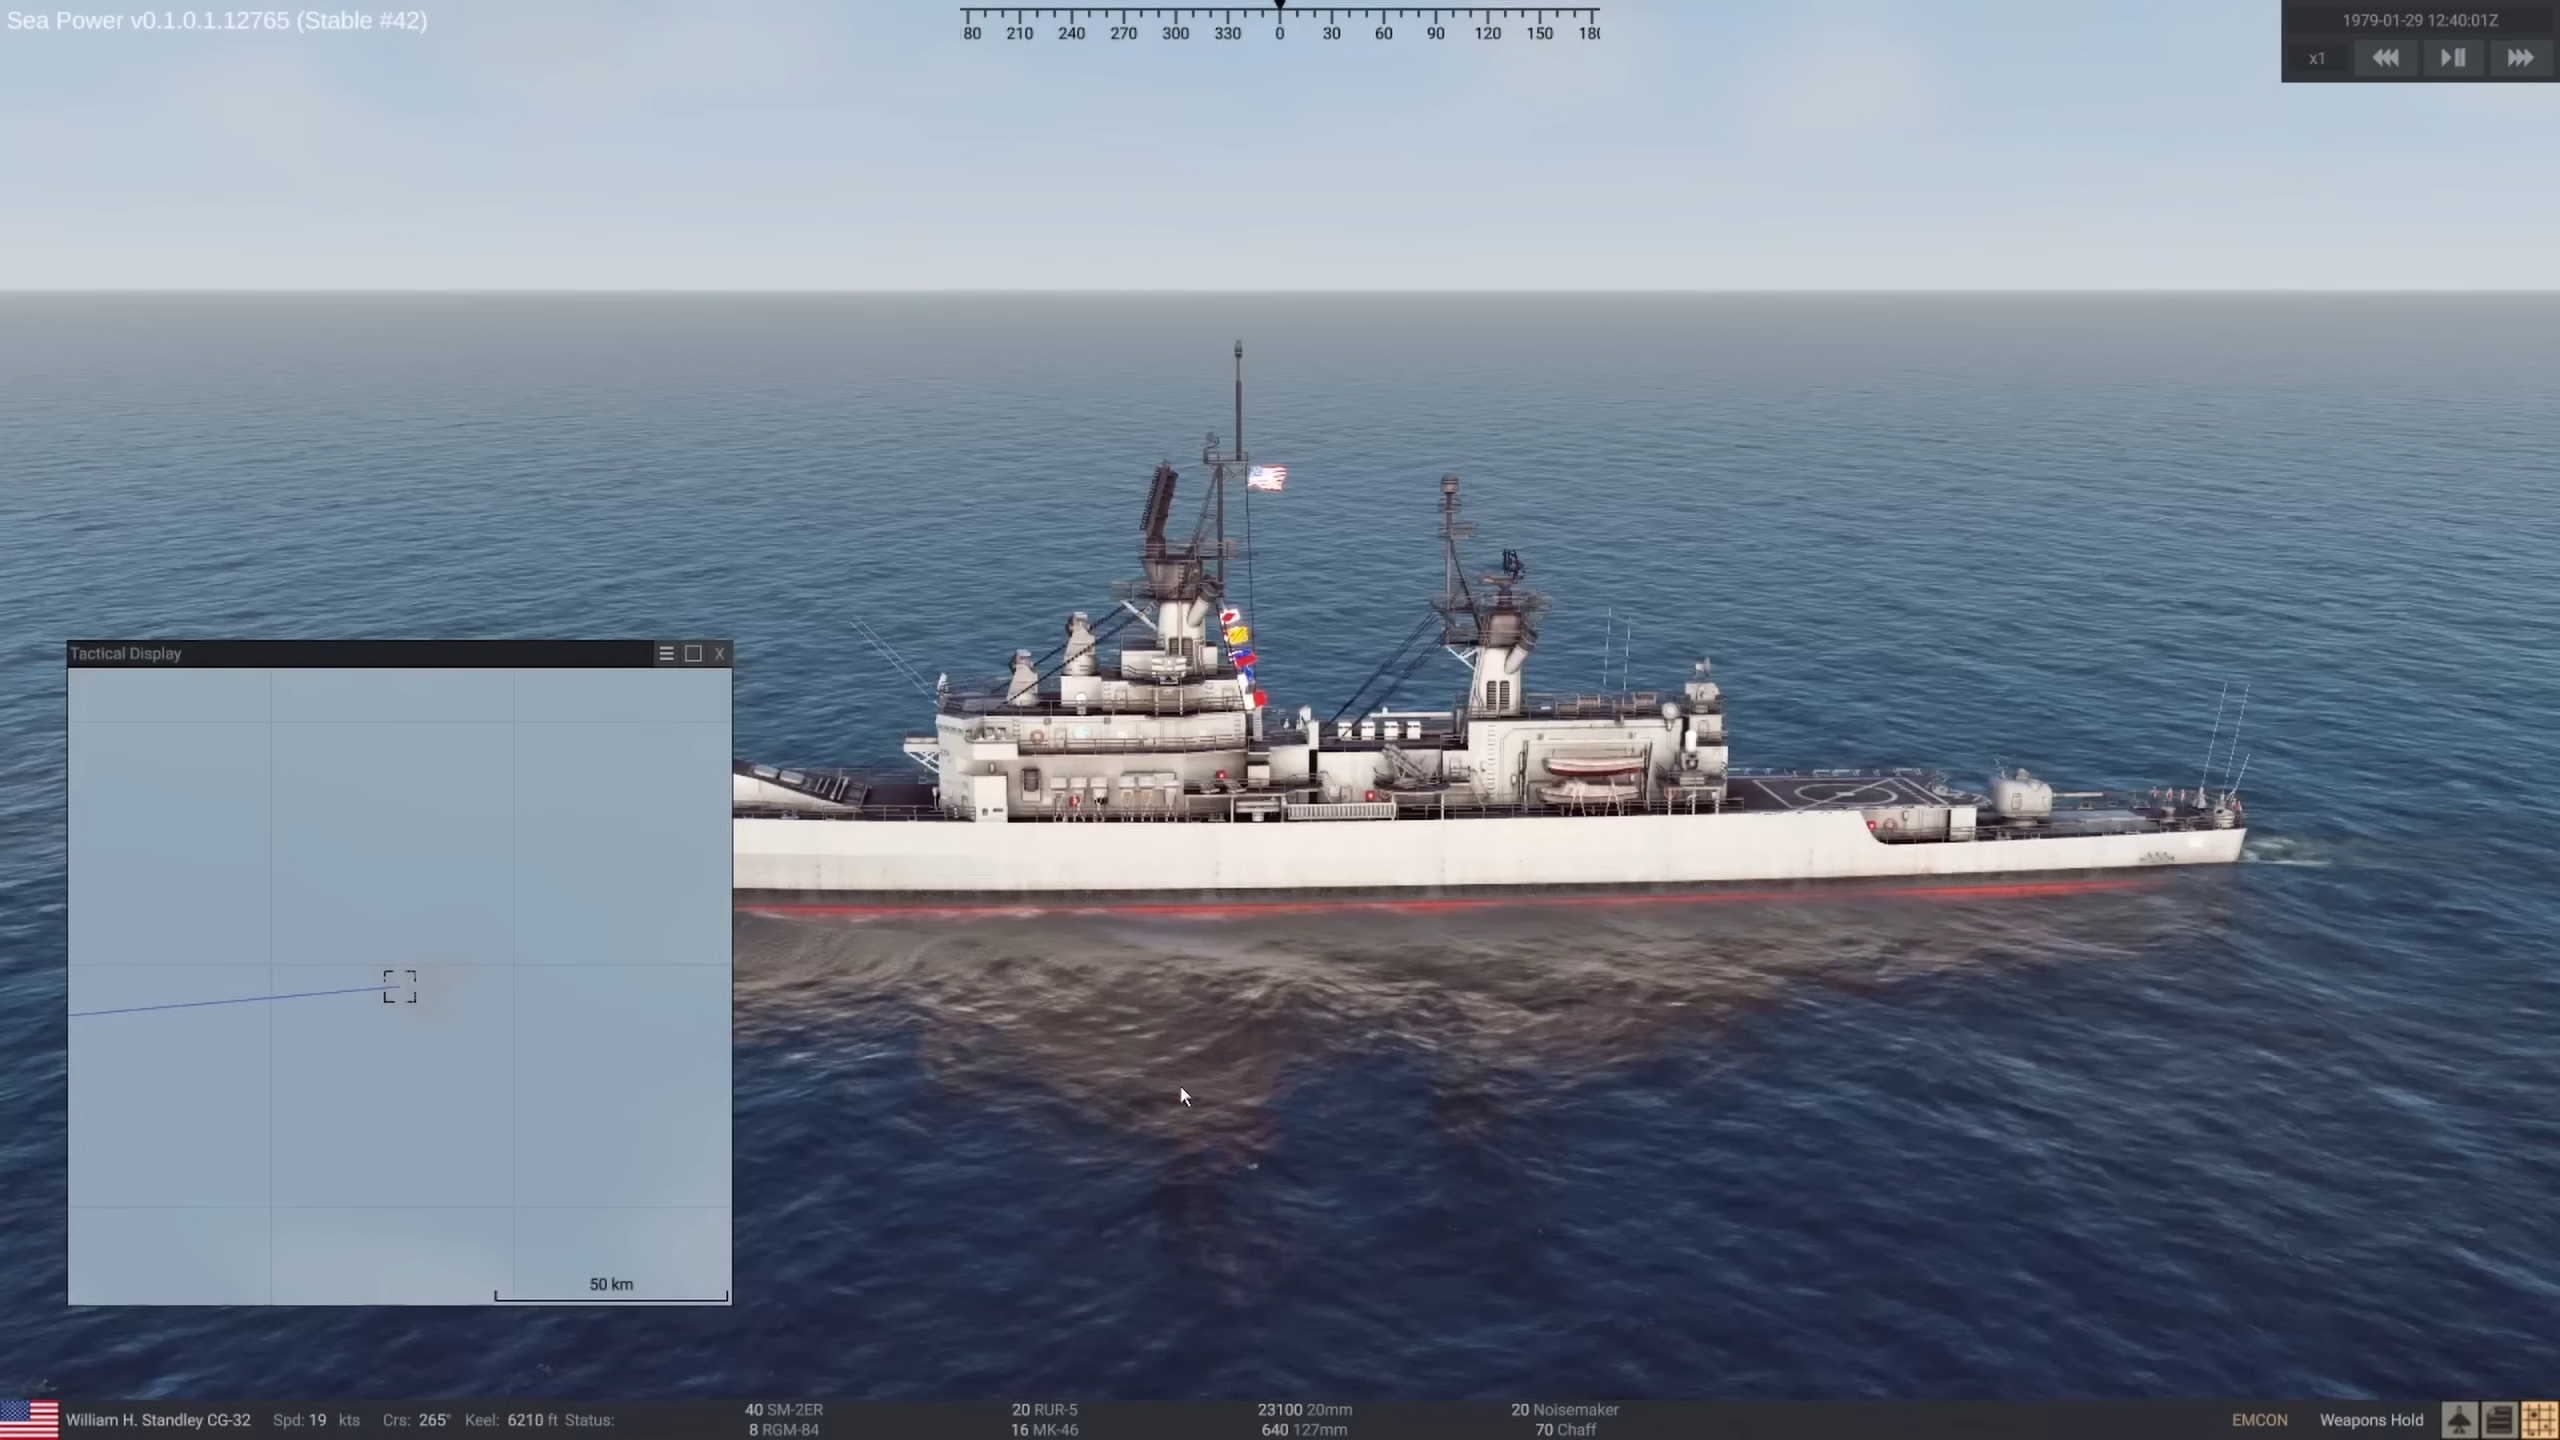 Sea Power v0.1.0.1.12765 (Stable #42)
80 210 240 270 300 330 0 30 60 90 120 150 180
1979-01-29 12:40:01Z
x1
Tactical Display X
50 km
William H. Standley CG-32 Spd: 19 kts Crs: 265° Keel: 6210 ft Status:
40 SM-2ER 20 RUR-5 23100 20mm 20 Noisemaker
8 RGM-84 16 MK-46 640 127mm 70 Chaff
EMCON Weapons Hold